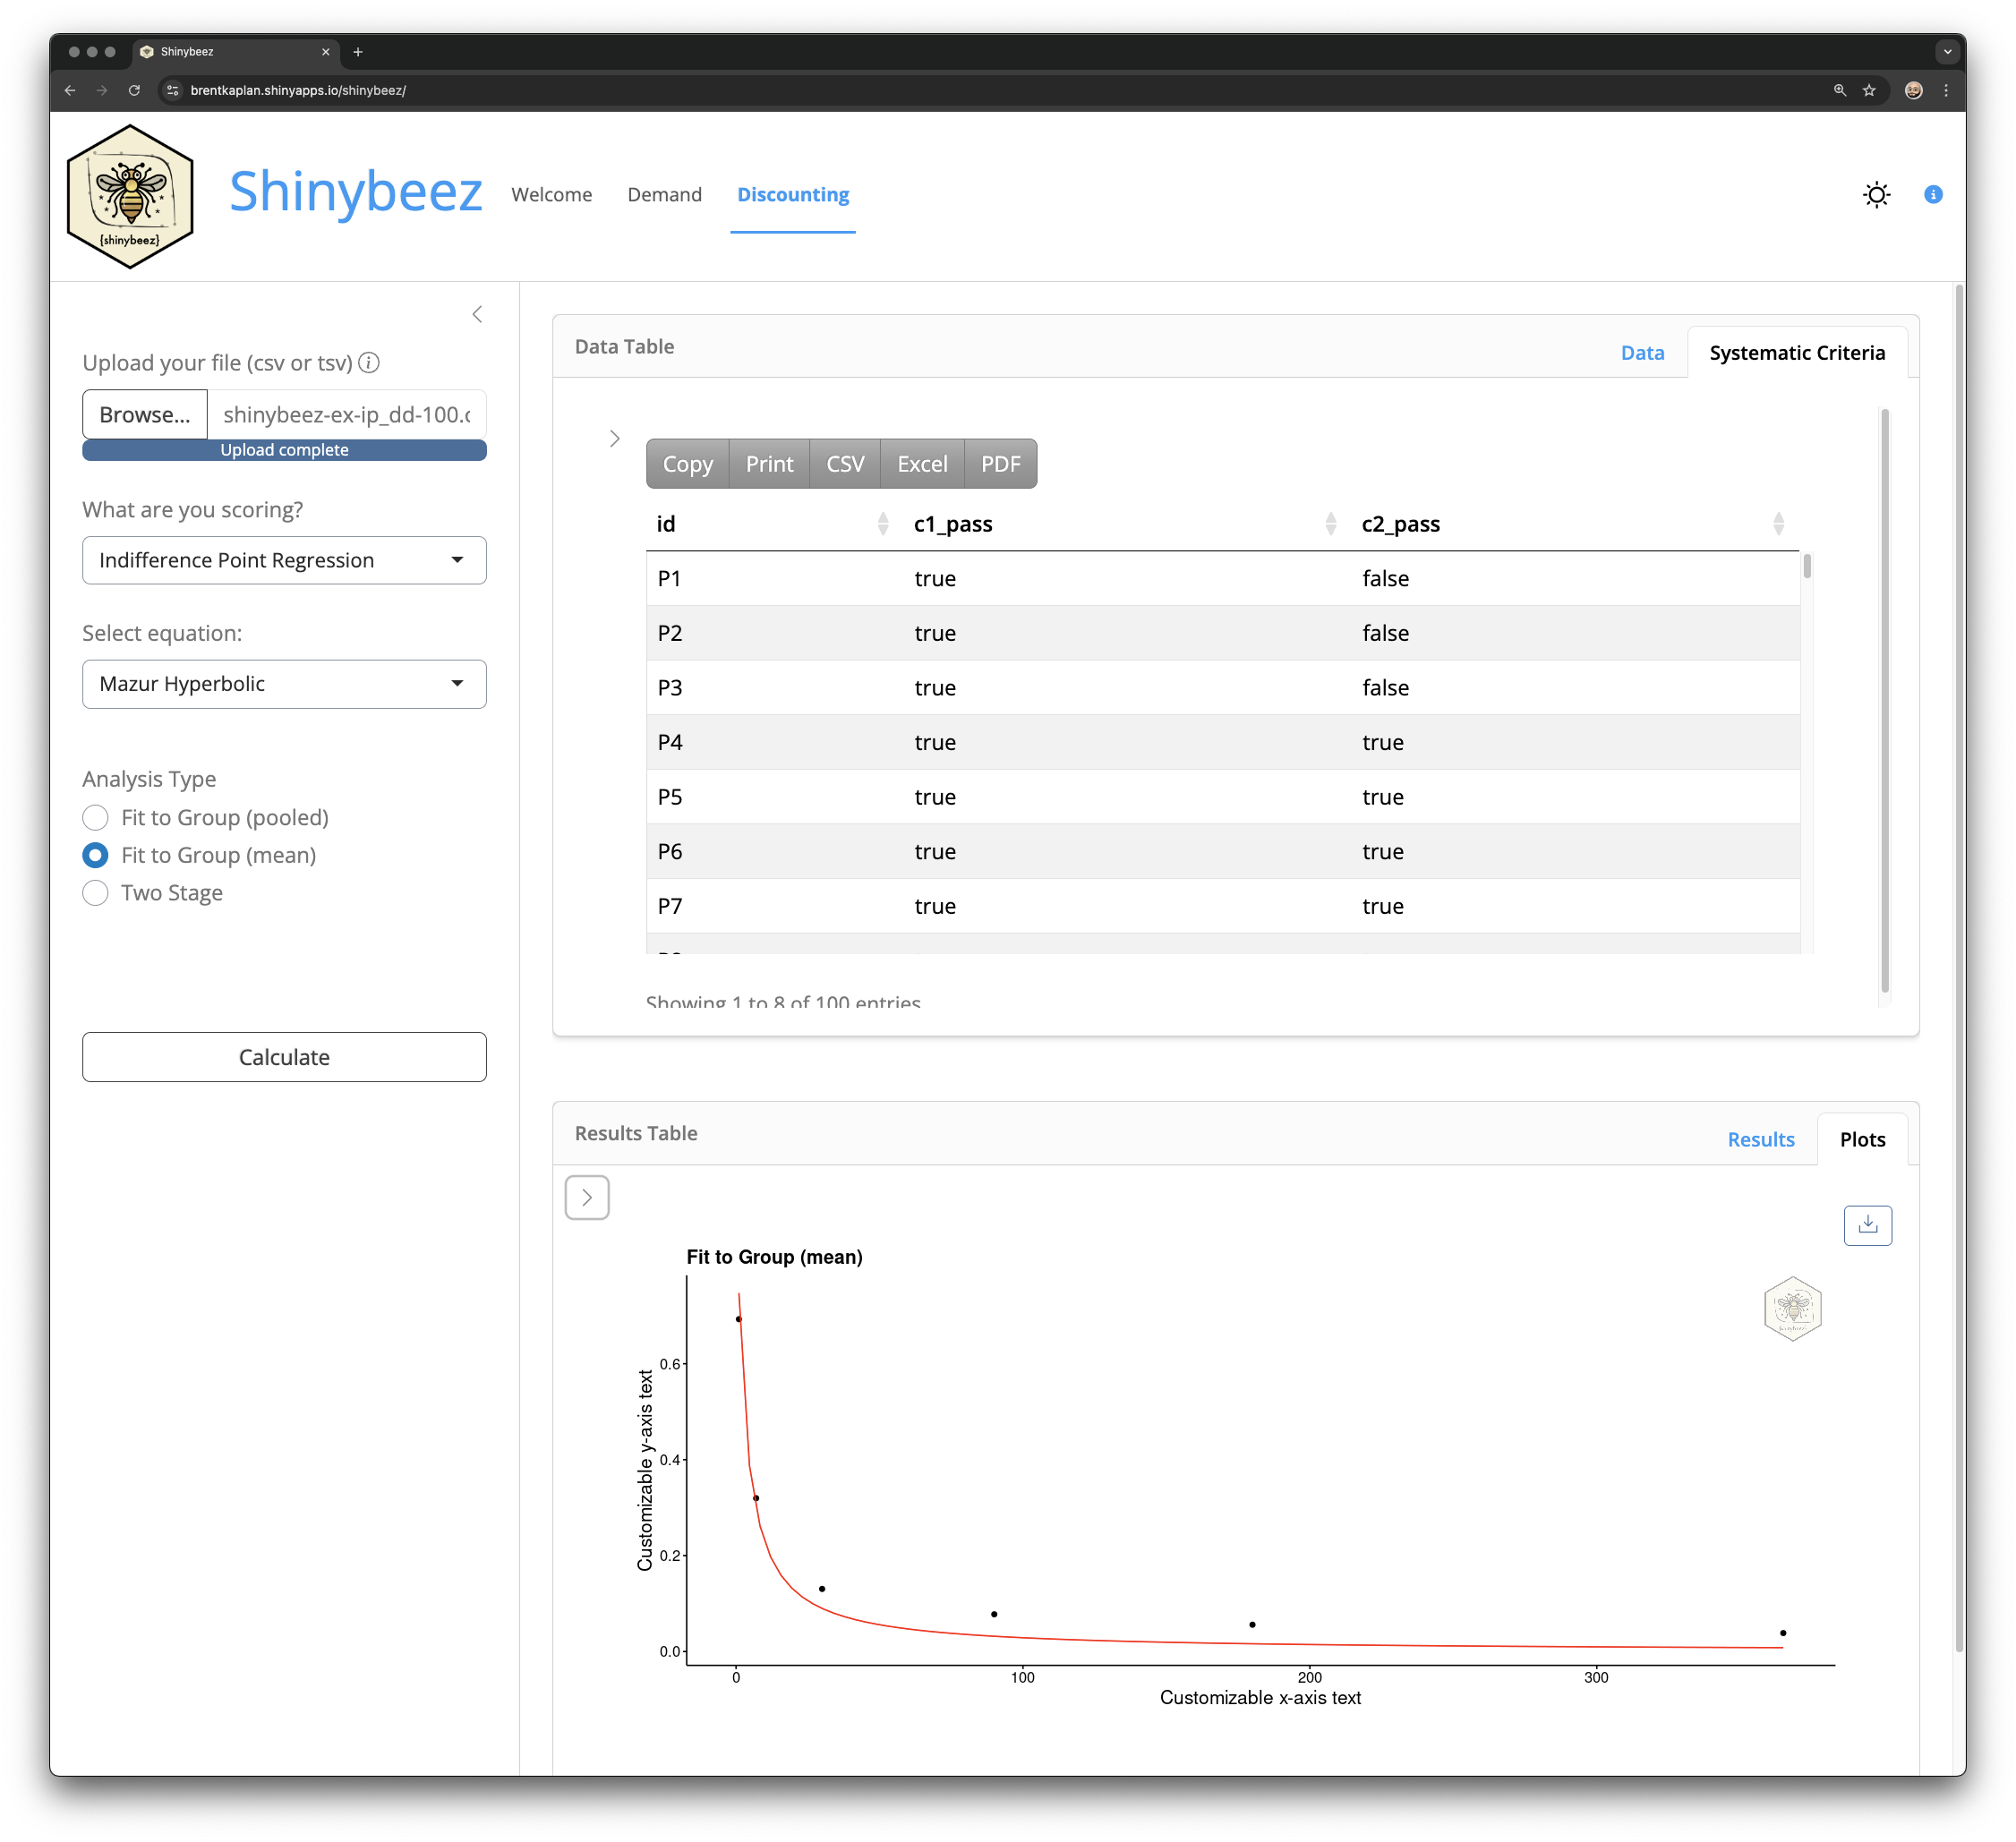 Shinybeez
brentkaplan.shinyapps.io/shinybeez/
{shinybeez}
Shinybeez
Welcome
Demand
Discounting
Upload your file (csv or tsv)
Browse...
shinybeez-ex-ip_dd-100.c
Upload complete
What are you scoring?
Indifference Point Regression
Select equation:
Mazur Hyperbolic
Analysis Type
Fit to Group (pooled)
Fit to Group (mean)
Two Stage
Calculate
Data Table
Data
Systematic Criteria
Copy Print CSV Excel PDF
id c1_pass c2_pass
P1 true false
P2 true false
P3 true false
P4 true true
P5 true true
P6 true true
P7 true true
Showing 1 to 8 of 100 entries
Results Table
Results
Plots
Fit to Group (mean)
Customizable y-axis text
0.6
0.4
0.2
0.0
0 100 200 300
Customizable x-axis text